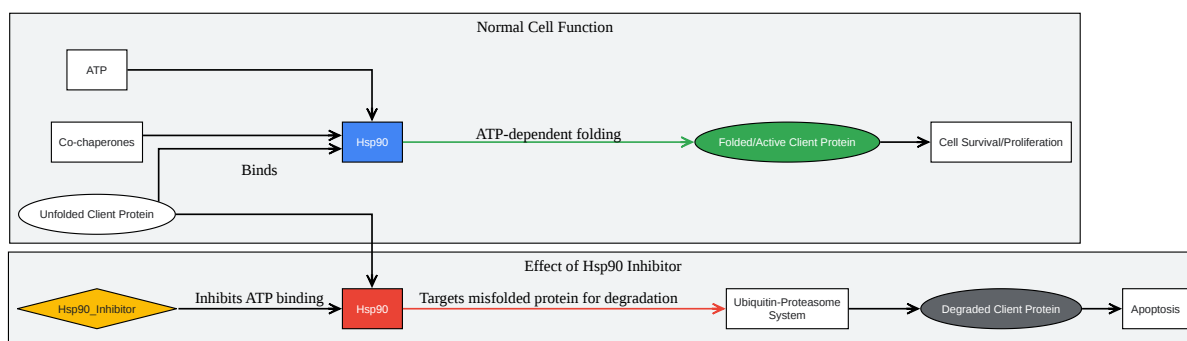 Normal Cell Function
ATP
Co-chaperones
Hsp90
ATP-dependent folding
Folded/Active Client Protein
Cell Survival/Proliferation
Binds
Unfolded Client Protein
Effect of Hsp90 Inhibitor
Hsp90_Inhibitor
Inhibits ATP binding
Hsp90
Targets misfolded protein for degradation
Ubiquitin-Proteasome
System
Degraded Client Protein
Apoptosis